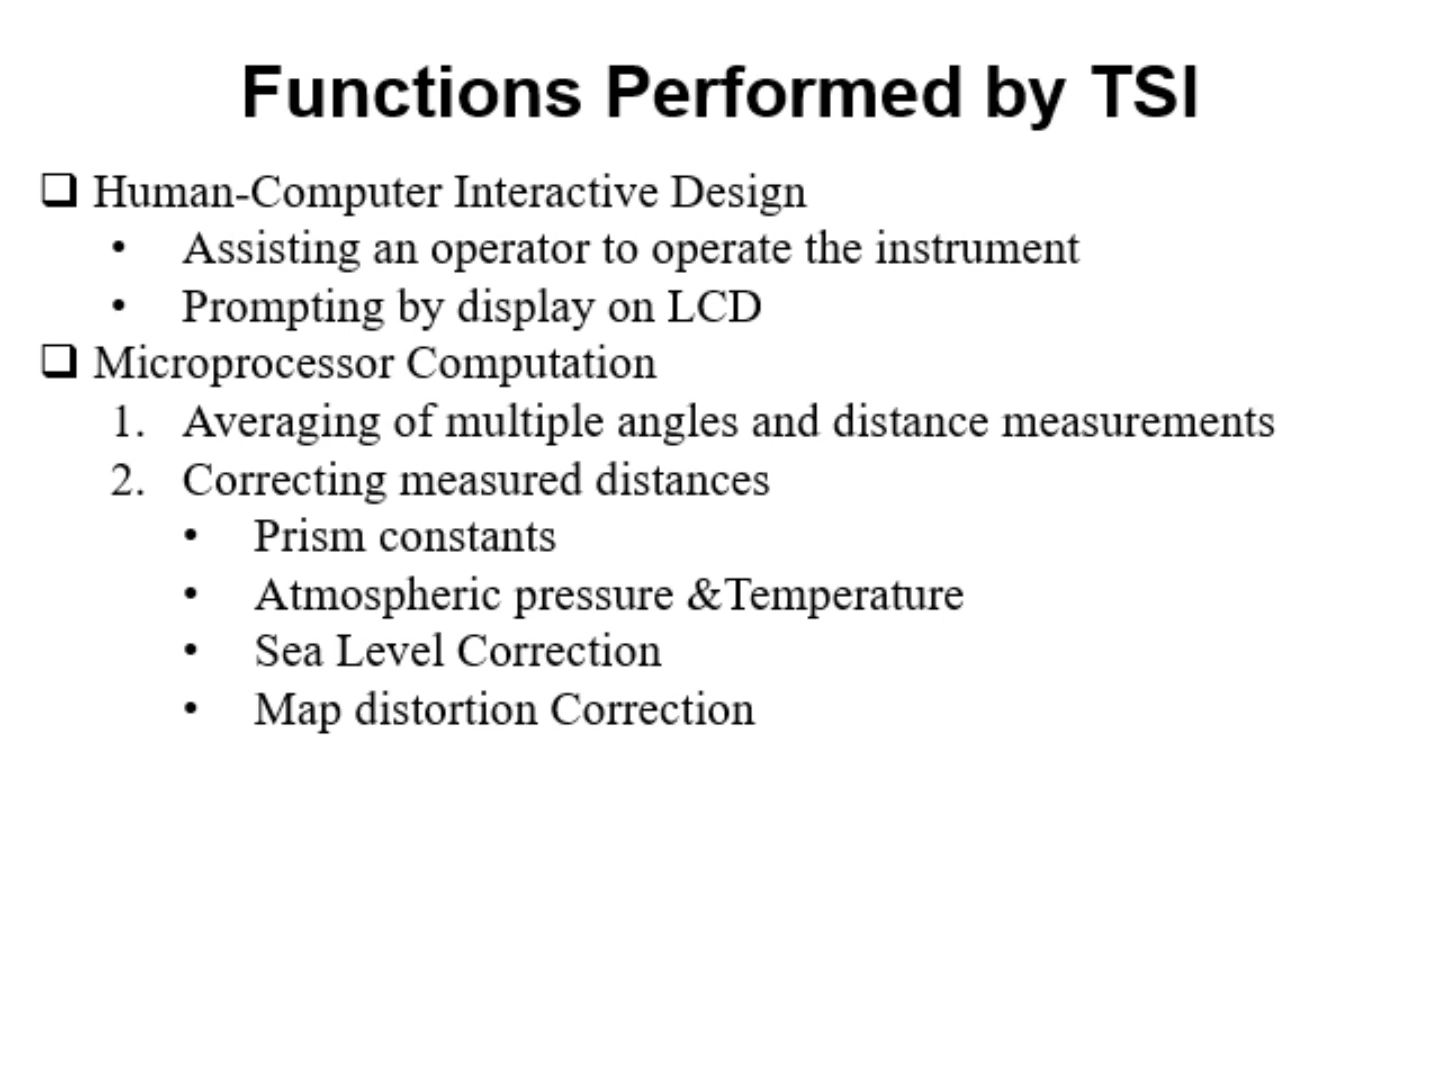 Functions Performed by TSI
❑ Human-Computer Interactive Design
• Assisting an operator to operate the instrument
• Prompting by display on LCD
❑ Microprocessor Computation
1. Averaging of multiple angles and distance measurements
2. Correcting measured distances
• Prism constants
• Atmospheric pressure &Temperature
• Sea Level Correction
• Map distortion Correction